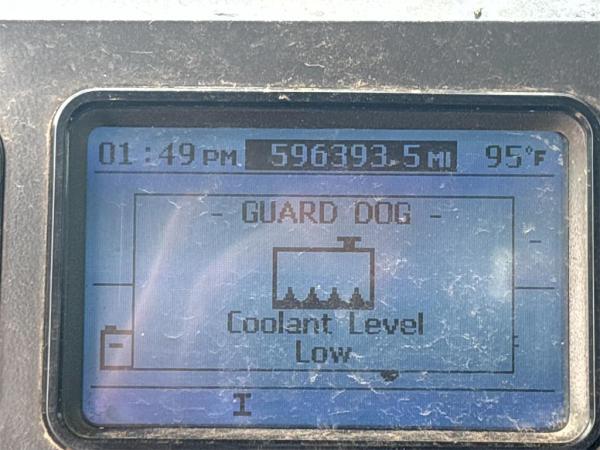 01:49 PM 596393.5 MI 95°F
- GUARD DOG -
Coolant Level
Low
I